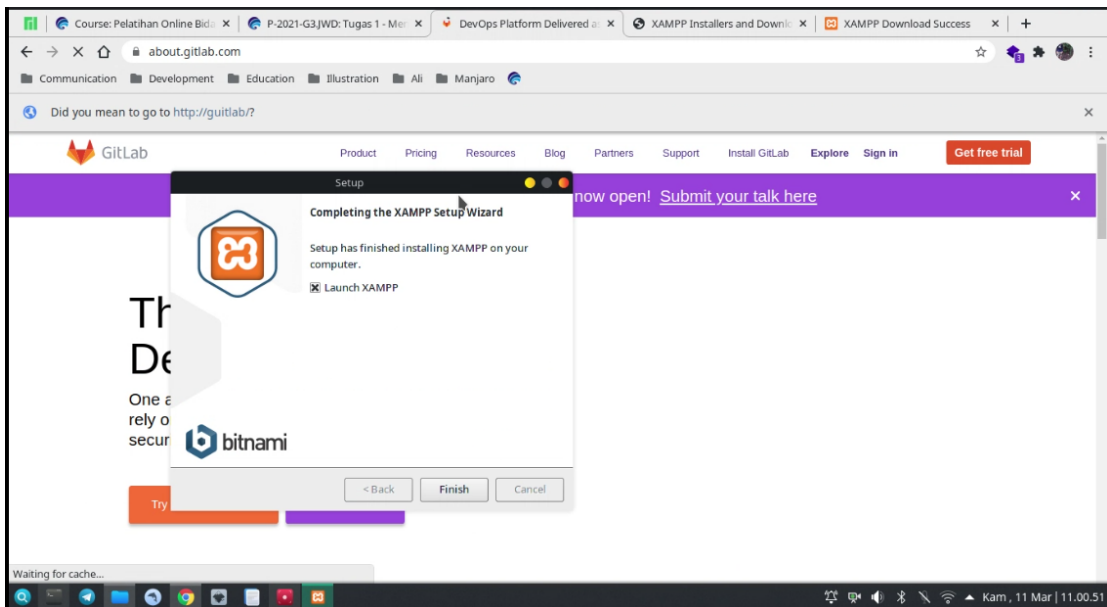 Course: Pelatihan Online Bida
P-2021-G3.JWD: Tugas 1 - Mer
DevOps Platform Delivered a
XAMPP Installers and Downlo
XAMPP Download Success
about.gitlab.com
3
Communication Development Education Illustration Ali Manjaro
Did you mean to go to http://guitlab/?
GitLab Product Pricing Resources Blog Partners Support Install GitLab Explore Sign in Get free trial
Setup
now open! Submit your talk here
Completing the XAMPP Setup Wizard
Setup has finished installing XAMPP on your
computer.
Launch XAMPP
Th
De
One a
rely o
secur
bitnami
< Back Finish Cancel
Try
Waiting for cache...
Kam , 11 Mar | 11.00.51